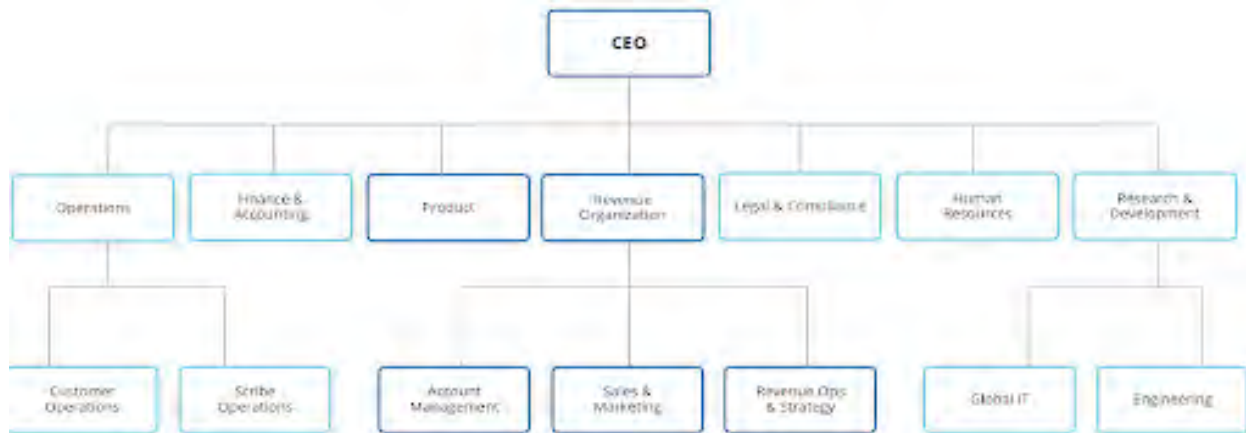 CEO
Operations
Finance &
Accounting
Product
Revenue
Organization
Legal & Compliance
Human
Resources
Research &
Development
Customer
Operations
Scribe
Operations
Account
Management
Sales &
Marketing
Revenue Ops
& Strategy
Global IT
Engineering